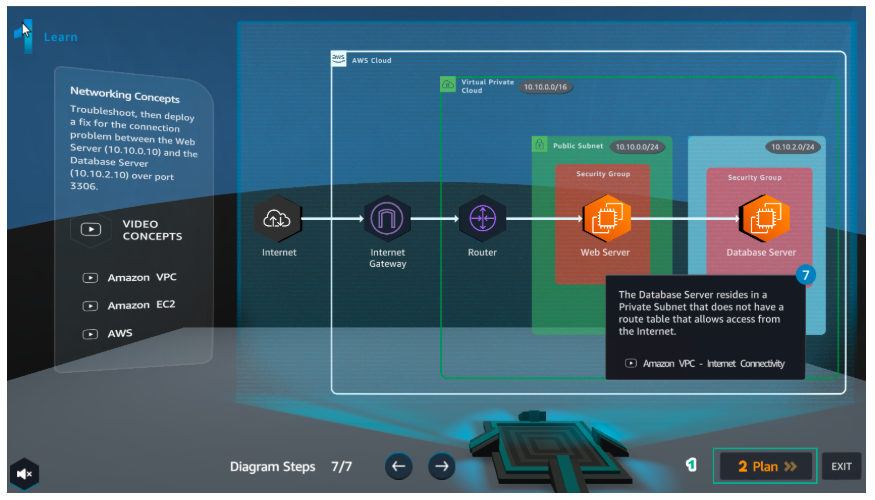 Learn
Networking Concepts
Troubleshoot, then deploy
a fix for the connection
problem between the Web
Server (10.10.0.10) and the
Database Server
(10.10.2.10) over port
3306.
VIDEO
CONCEPTS
Amazon VPC
Amazon EC2
AWS
aws
AWS Cloud
Virtual Private
Cloud
10.10.0.0/16
Public Subnet
10.10.0.0/24
10.10.2.0/24
Security Group
Security Group
Internet
Internet
Gateway
Router
Web Server
Database Server
7
The Database Server resides in a
Private Subnet that does not have a
route table that allows access from
the Internet.
Amazon VPC - Internet Connectivity
Diagram Steps 7/7
1
2 Plan
EXIT